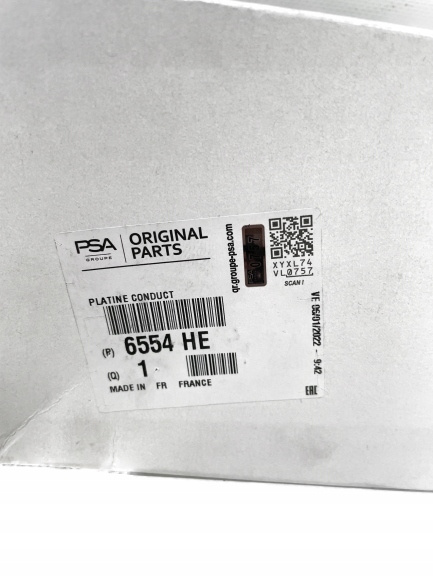 PSA
GROUPE
ORIGINAL
PARTS
qr.groupe-psa.com
XYXL74
VL0757
SCAN!
PLATINE CONDUCT
(P) 6554 HE
(Q) 1
MADE IN FR FRANCE
VE 05/01/2022 - 9:42
EAC